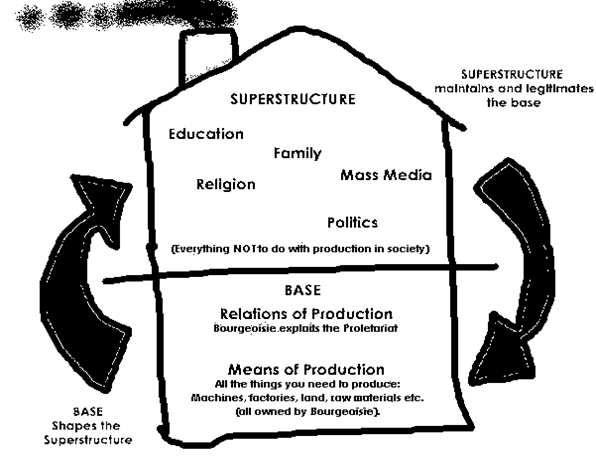 SUPERSTRUCTURE
maintains and legitimates
the base
SUPERSTRUCTURE
Education
Family
Mass Media
Religion
Politics
(Everything NOT to do with production in society)
BASE
Relations of Production
Bourgeoisie exploits the Proletariat
Means of Production
All the things you need to produce:
Machines, factories, land, raw materials etc.
(all owned by Bourgeoisie).
BASE
Shapes the
Superstructure